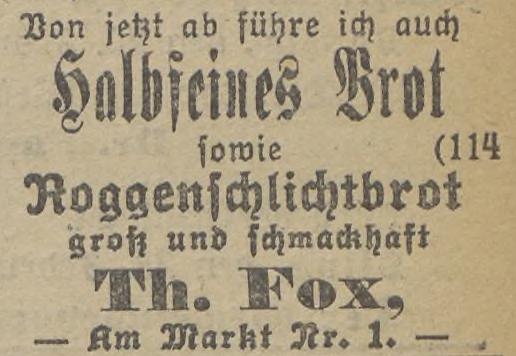 Von jetzt ab führe ich auch
Halbfeines Brot
sowie (114
Roggenschlichtbrot
groß und schmackhaft
Th. Fox,
— Am Markt Nr. 1. —